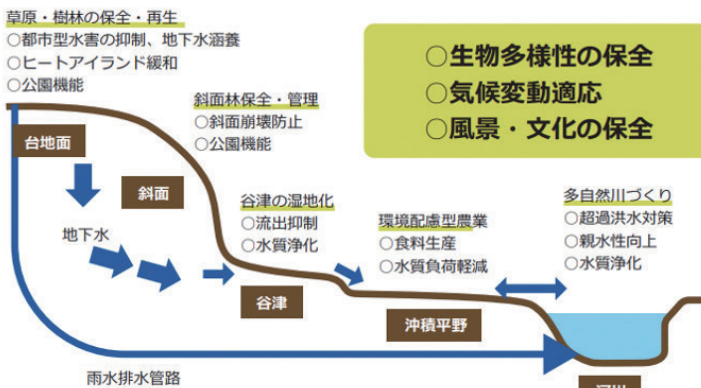 草原・樹林の保全・再生
○都市型水害の抑制、地下水涵養
○ヒートアイランド緩和
○公園機能
○生物多様性の保全
○気候変動適応
○風景・文化の保全
斜面林保全・管理
○斜面崩壊防止
○公園機能
台地面
斜面
地下水
谷津の湿地化
○流出抑制
○水質浄化
環境配慮型農業
○食料生産
○水質負荷軽減
多自然川づくり
○超過洪水対策
○親水性向上
○水質浄化
谷津
沖積平野
雨水排水管路